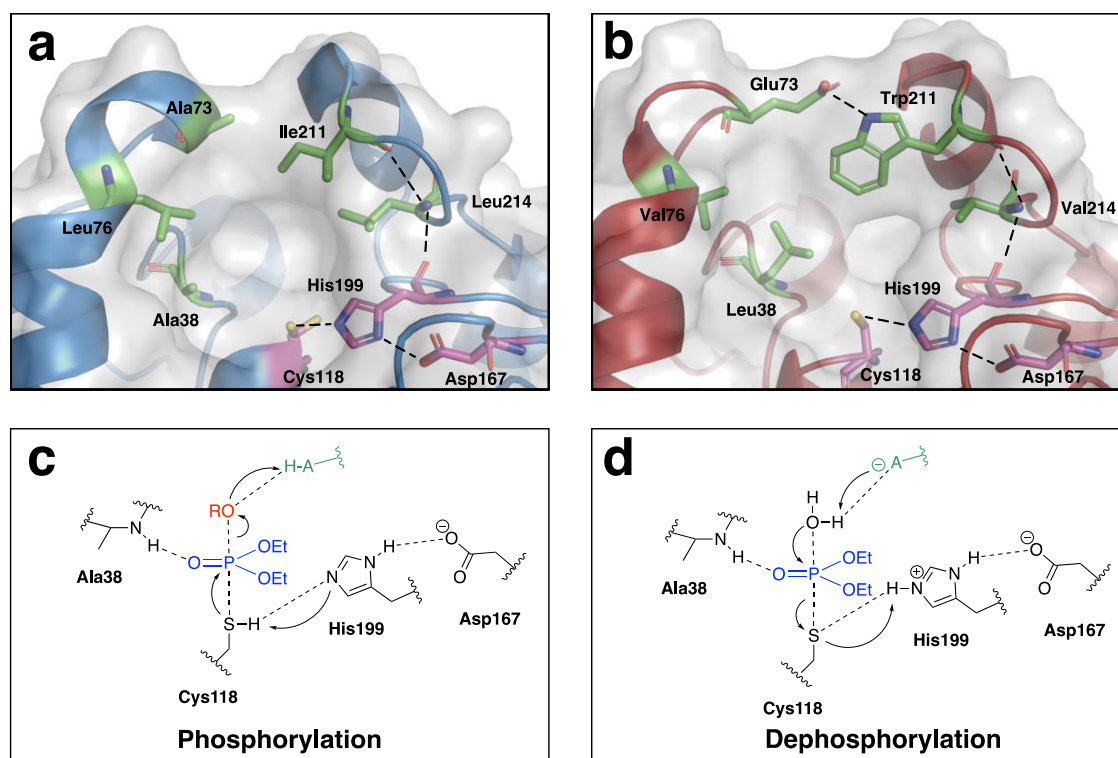 a
Ala73
Ile211
Leu76
Leu214
His199
Ala38
Cys118
Asp167
b
Glu73
Trp211
Val76
Val214
His199
Leu38
Cys118
Asp167
c
H-A
RO
N
H
Ala38
O=P
OEt
OEt
H
N
N
O
O
S-H
His199
Asp167
Cys118
Phosphorylation
d
A
H
O-H
N
H
Ala38
O=P
OEt
OEt
H
N
H-N
O
O
S
His199
Asp167
Cys118
Dephosphorylation